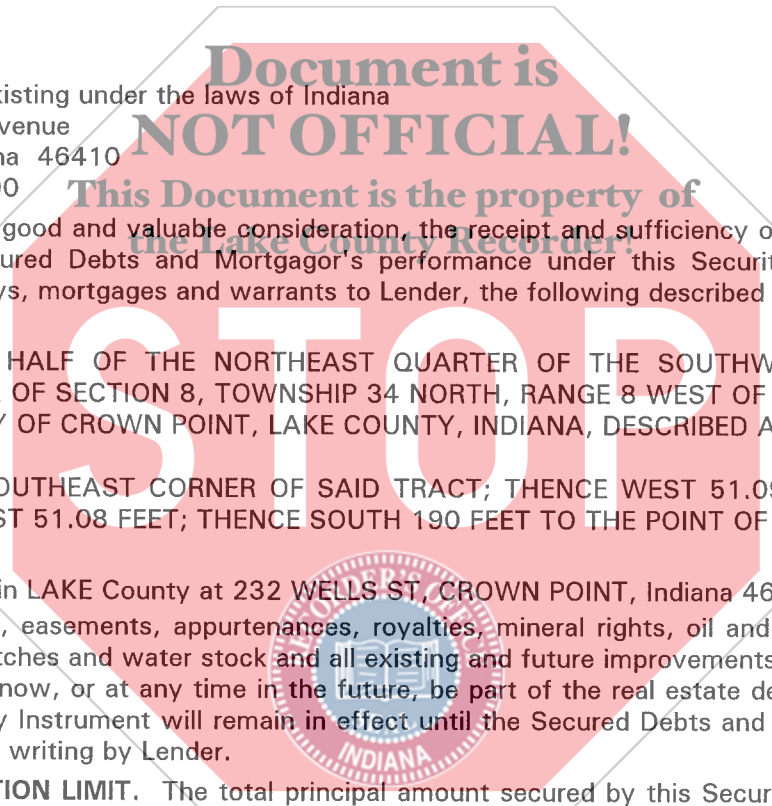 Document is
xisting under the laws of Indiana
venue
NOT OFFICIAL!
na 46410
This Document is the property of
good and valuable consideration, the receipt and sufficiency o
the Lake County Recorder!
ured Debts and Mortgagor's performance under this Securit
ys, mortgages and warrants to Lender, the following described
STOP
HALF OF THE NORTHEAST QUARTER OF THE SOUTHW
OF SECTION 8, TOWNSHIP 34 NORTH, RANGE 8 WEST OF
Y OF CROWN POINT, LAKE COUNTY, INDIANA, DESCRIBED A
OUTHEAST CORNER OF SAID TRACT; THENCE WEST 51.09
ST 51.08 FEET; THENCE SOUTH 190 FEET TO THE POINT OF
in LAKE County at 232 WELLS ST, CROWN POINT, Indiana 46
, easements, appurtenances, royalties, mineral rights, oil and
tches and water stock and all existing and future improvements
now, or at any time in the future, be part of the real estate de
y Instrument will remain in effect until the Secured Debts and
writing by Lender.
INDIANA
TION LIMIT. The total principal amount secured by this Secur